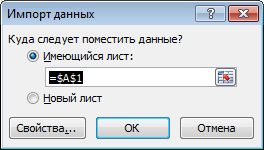 Импорт данных
Куда следует поместить данные?
Имеющийся лист:
=$A$1
Новый лист
Свойства... ОК Отмена